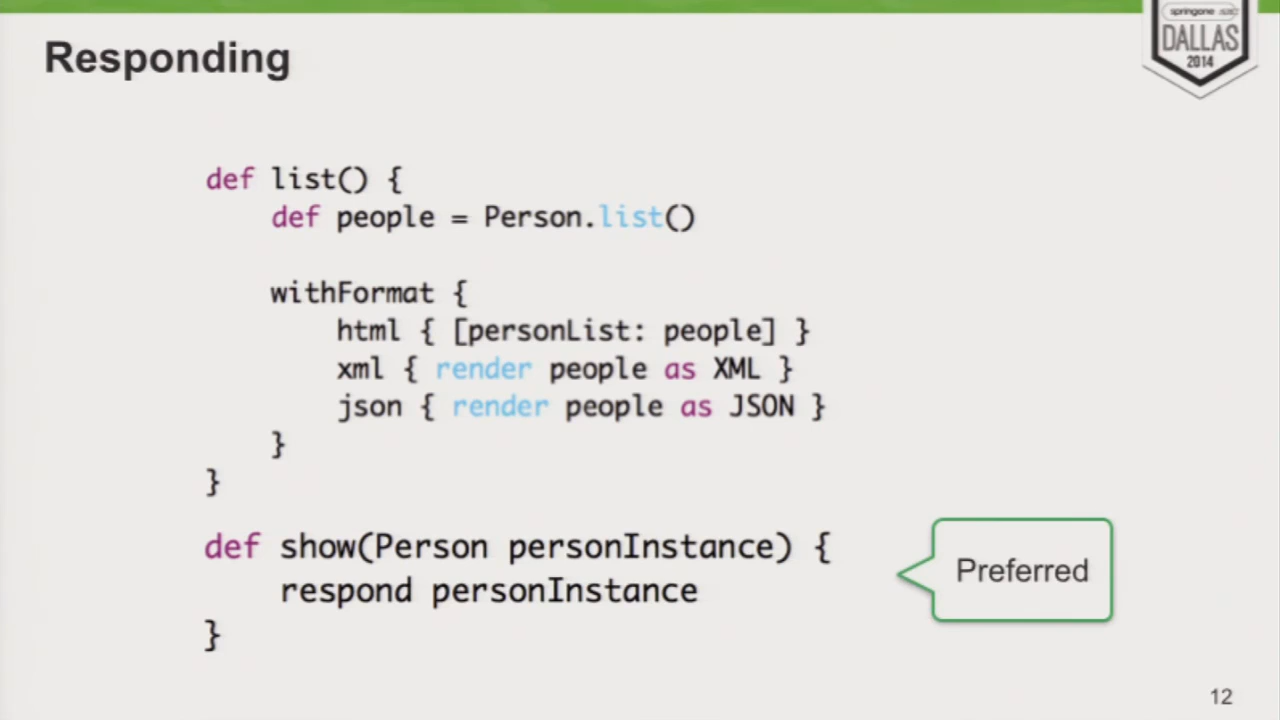 Responding
springone
DALLAS
2014
def list() {
    def people = Person.list()
    withFormat {
        html { [personList: people] }
        xml { render people as XML }
        json { render people as JSON }
    }
}
def show(Person personInstance) {
    respond personInstance
}
Preferred
12